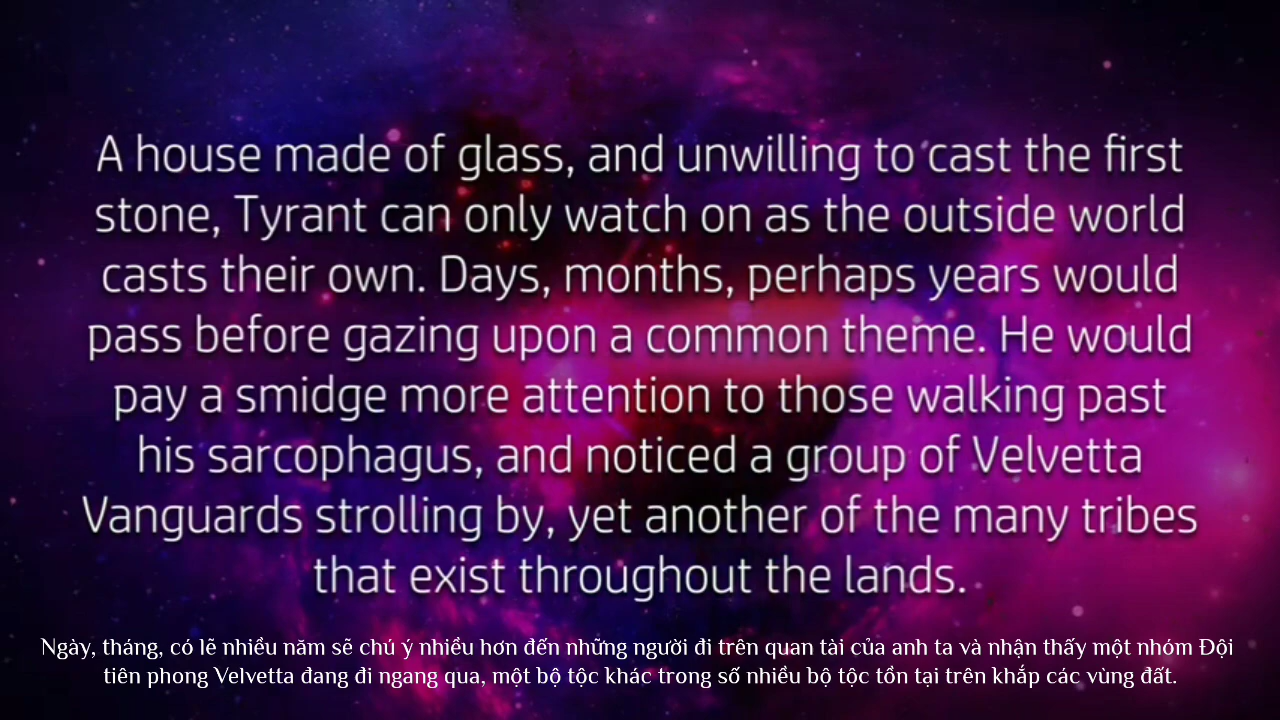 A house made of glass, and unwilling to cast the first
stone, Tyrant can only watch on as the outside world
casts their own. Days, months, perhaps years would
pass before gazing upon a common theme. He would
pay a smidge more attention to those walking past
his sarcophagus, and noticed a group of Velvetta
Vanguards strolling by, yet another of the many tribes
that exist throughout the lands.
Ngày, tháng, có lẽ nhiều năm sẽ chú ý nhiều hơn đến những người đi trên quan tài của anh ta và nhận thấy một nhóm Đội
tiên phong Velvetta đang đi ngang qua, một bộ tộc khác trong số nhiều bộ tộc tồn tại trên khắp các vùng đất.